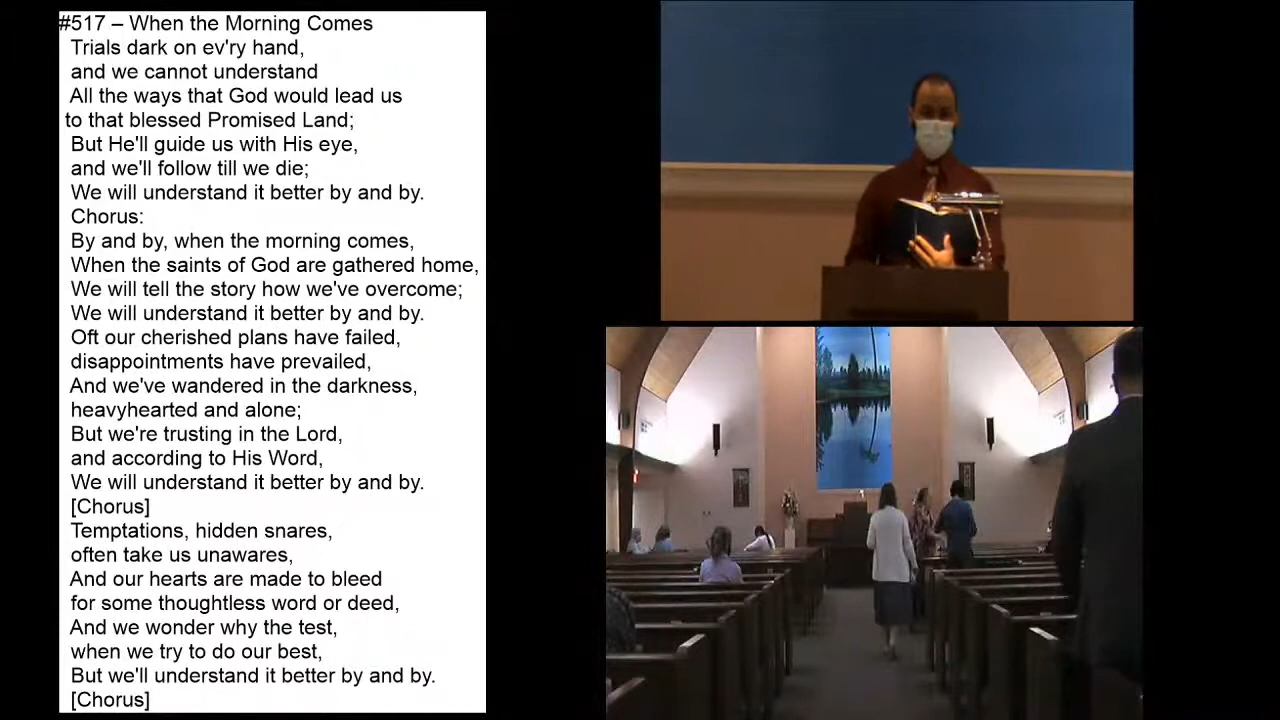 #517 – When the Morning Comes
Trials dark on ev'ry hand,
and we cannot understand
All the ways that God would lead us
to that blessed Promised Land;
But He'll guide us with His eye,
and we'll follow till we die;
We will understand it better by and by.
Chorus:
By and by, when the morning comes,
When the saints of God are gathered home,
We will tell the story how we've overcome;
We will understand it better by and by.
Oft our cherished plans have failed,
disappointments have prevailed,
And we've wandered in the darkness,
heavyhearted and alone;
But we're trusting in the Lord,
and according to His Word,
We will understand it better by and by.
[Chorus]
Temptations, hidden snares,
often take us unawares,
And our hearts are made to bleed
for some thoughtless word or deed,
And we wonder why the test,
when we try to do our best,
But we'll understand it better by and by.
[Chorus]